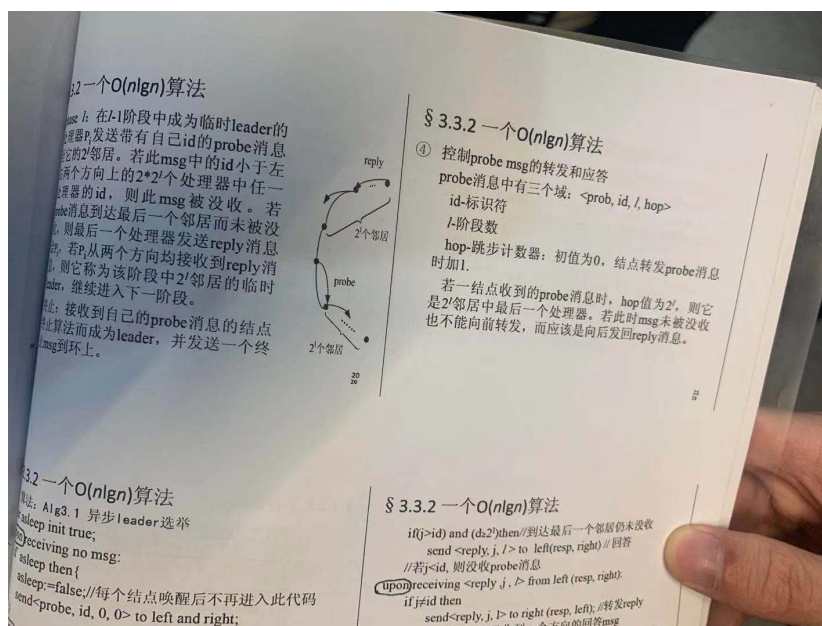 3.2 一个O(nlgn)算法
ase l: 在l-1阶段中成为临时leader的
理器Pi发送带有自己id的probe消息
它的2^l邻居。若此msg中的id小于左
两个方向上的2*2^l个处理器中任一
理器的id,则此msg被没收。若
obe消息到达最后一个邻居而未被没
,则最后一个处理器发送reply消息
Pi,若Pi从两个方向均接收到reply消
,则它称为该阶段中2^l邻居的临时
ader,继续进入下一阶段。
终止:接收到自己的probe消息的结点
终止算法而成为leader,并发送一个终
msg到环上。
reply
...
2^l个邻居
probe
......
2^l个邻居
20
§ 3.3.2 一个O(nlgn)算法
④ 控制probe msg的转发和应答
probe消息中有三个域:<prob, id, l, hop>
id-标识符
l-阶段数
hop-跳步计数器:初值为0,结点转发probe消息
时加1.
若一结点收到的probe消息时,hop值为2^l,则它
是2^l邻居中最后一个处理器。若此时msg未被没收
也不能向前转发,而应该是向后发回reply消息。
3.2 一个O(nlgn)算法
算法:Alg3.1 异步leader选举
asleep init true;
receiving no msg:
asleep then{
asleep:=false;//每个结点唤醒后不再进入此代码
send<probe, id, 0, 0> to left and right;
§ 3.3.2 一个O(nlgn)算法
if(j>id) and (d≥2^l)then//到达最后一个邻居仍未没收
send <reply, j, l> to left(resp, right) // 回答
//若j<id, 则没收probe消息
upon receiving <reply ,j , l> from left (resp, right):
if j≠id then
send<reply, j, l> to right (resp, left); //转发reply